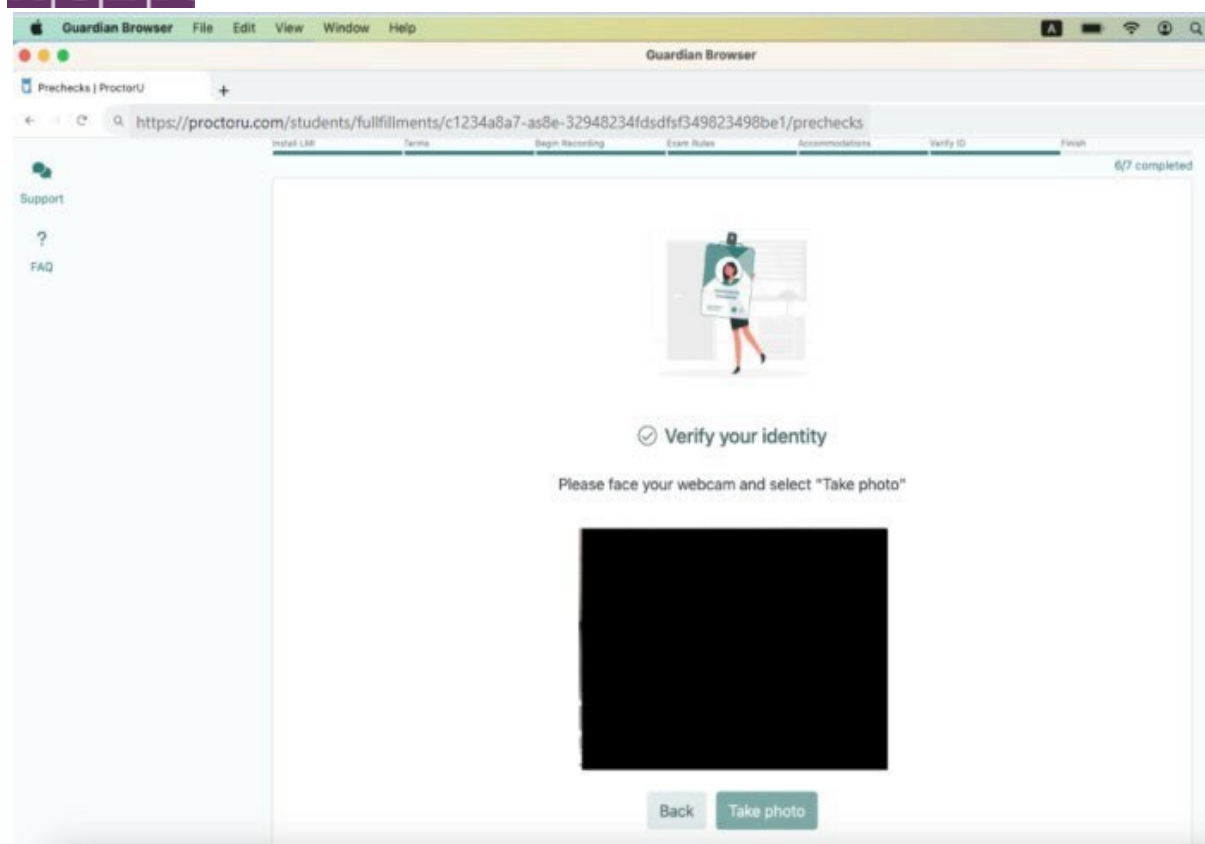 Guardian Browser File Edit View Window Help
A
Guardian Browser
Prechecks | ProctorU +
https://proctoru.com/students/fullfillments/c1234a8a7-as8e-32948234fdsdfsf349823498be1/prechecks
Install LMI Terms Begin Recording Exam Rules Accommodations Verify ID Finish
6/7 completed
Support
?
FAQ
Verify your identity
Please face your webcam and select "Take photo"
Back Take photo